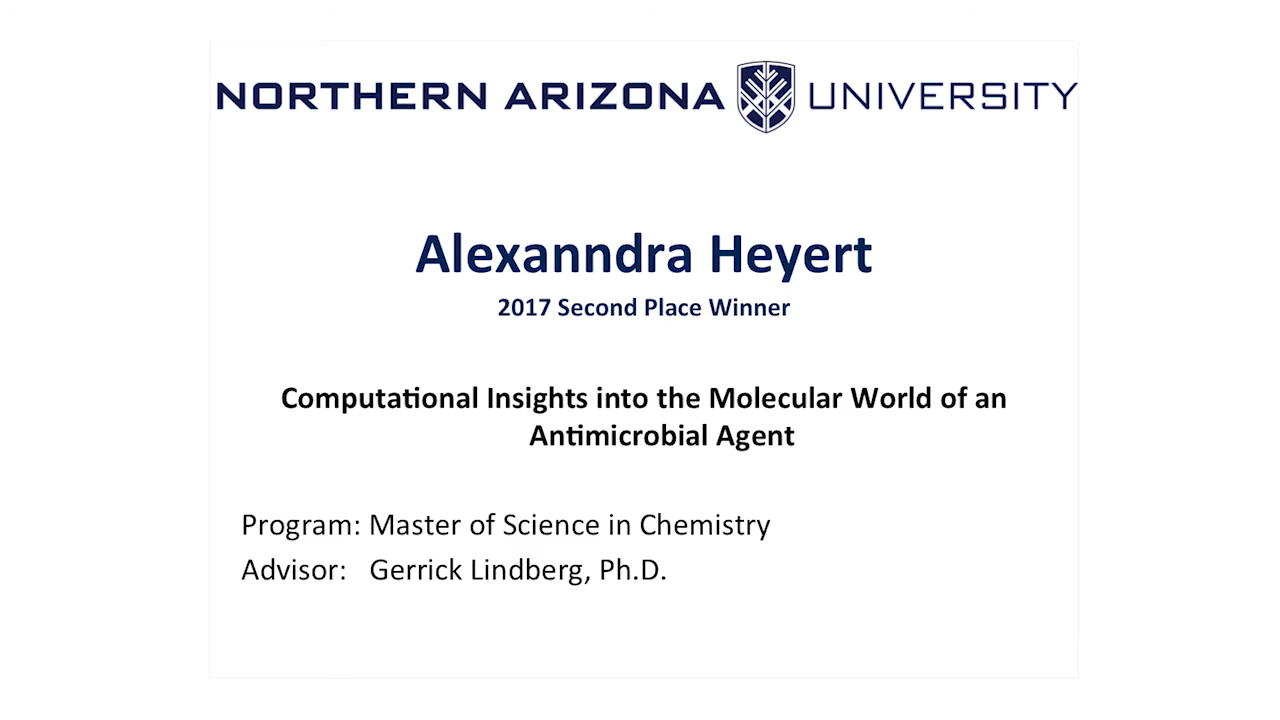 NORTHERN ARIZONA UNIVERSITY
Alexanndra Heyert
2017 Second Place Winner
Computational Insights into the Molecular World of an
Antimicrobial Agent
Program: Master of Science in Chemistry
Advisor: Gerrick Lindberg, Ph.D.